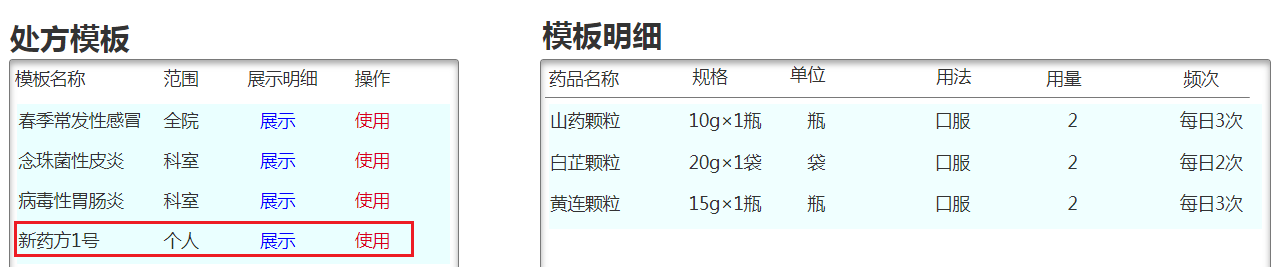 处方模板
模板名称 范围 展示明细 操作
春季常发性感冒 全院 展示 使用
念珠菌性皮炎 科室 展示 使用
病毒性胃肠炎 科室 展示 使用
新药方1号 个人 展示 使用
模板明细
药品名称 规格 单位 用法 用量 频次
山药颗粒 10g×1瓶 瓶 口服 2 每日3次
白芷颗粒 20g×1袋 袋 口服 2 每日2次
黄连颗粒 15g×1瓶 瓶 口服 2 每日3次